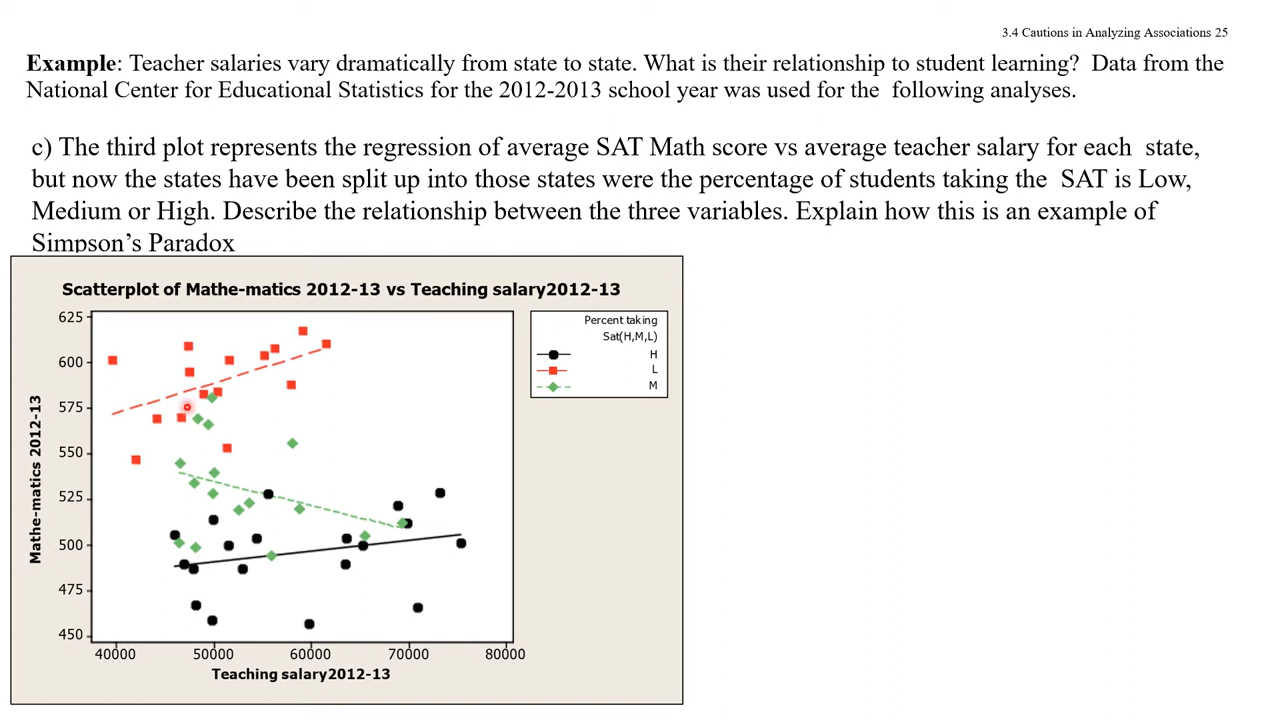 3.4 Cautions in Analyzing Associations 25
Example: Teacher salaries vary dramatically from state to state. What is their relationship to student learning? Data from the
National Center for Educational Statistics for the 2012-2013 school year was used for the following analyses.
c) The third plot represents the regression of average SAT Math score vs average teacher salary for each state,
but now the states have been split up into those states were the percentage of students taking the SAT is Low,
Medium or High. Describe the relationship between the three variables. Explain how this is an example of
Simpson’s Paradox
Scatterplot of Mathe-matics 2012-13 vs Teaching salary2012-13
Mathe-matics 2012-13
625
600
575
550
525
500
475
450
40000 50000 60000 70000 80000
Teaching salary2012-13
Percent taking
Sat(H,M,L)
H
L
M